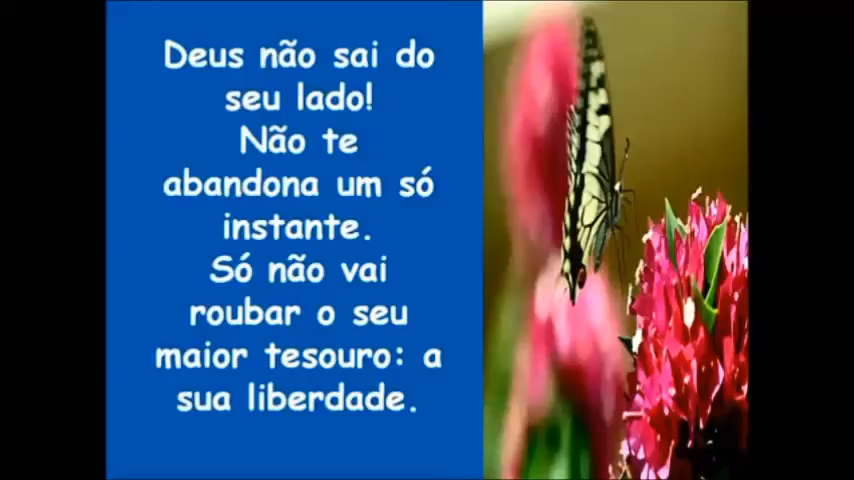 Deus não sai do
seu lado!
Não te
abandona um só
instante.
Só não vai
roubar o seu
maior tesouro: a
sua liberdade.